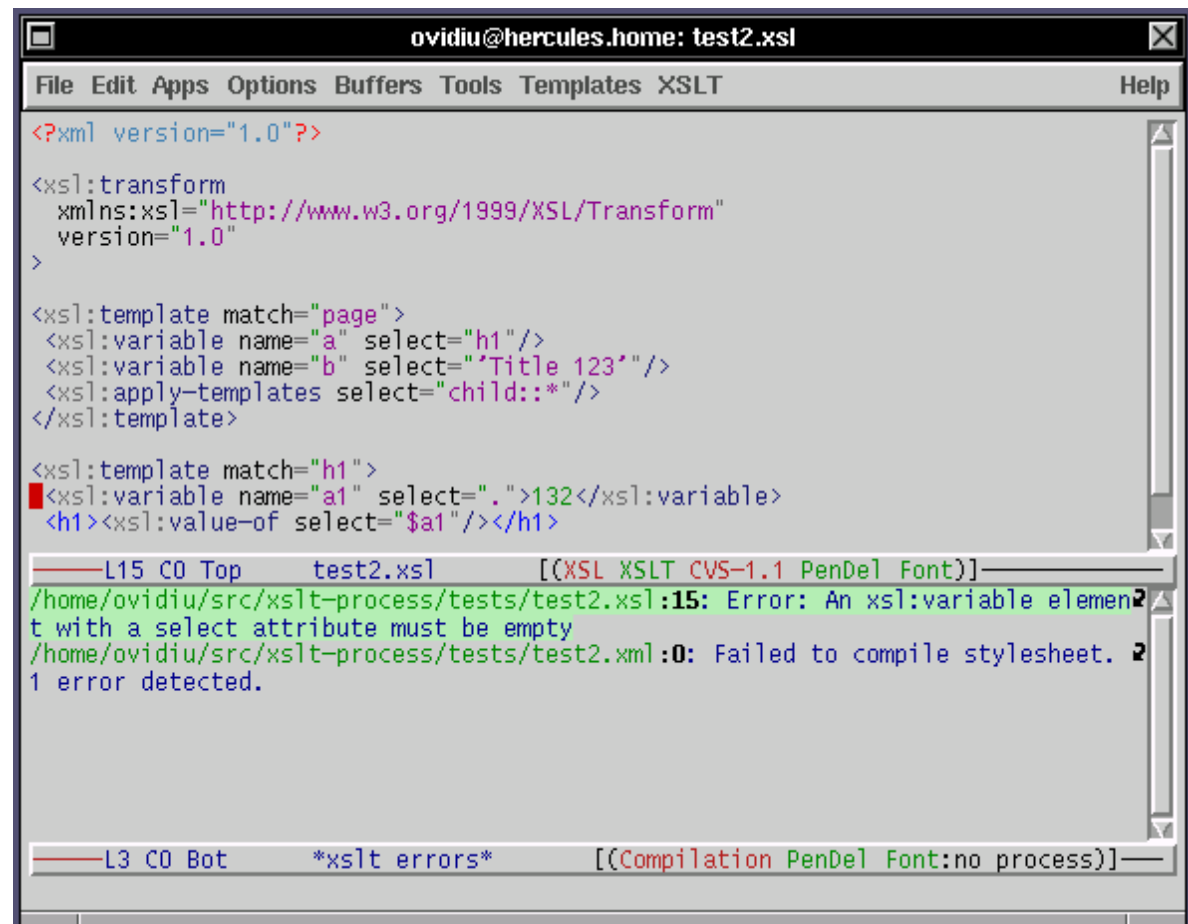 ovidiu@hercules.home: test2.xsl
File Edit Apps Options Buffers Tools Templates XSLT Help
<?xml version="1.0"?>
<xsl:transform
  xmlns:xsl="http://www.w3.org/1999/XSL/Transform"
  version="1.0"
>
<xsl:template match="page">
 <xsl:variable name="a" select="h1"/>
 <xsl:variable name="b" select="'Title 123'"/>
 <xsl:apply-templates select="child::*"/>
</xsl:template>
<xsl:template match="h1">
 <xsl:variable name="a1" select=".">132</xsl:variable>
 <h1><xsl:value-of select="$a1"/></h1>
L15 C0 Top test2.xsl [(XSL XSLT CVS-1.1 PenDel Font)]
/home/ovidiu/src/xslt-process/tests/test2.xsl:15: Error: An xsl:variable elemen
t with a select attribute must be empty
/home/ovidiu/src/xslt-process/tests/test2.xml:0: Failed to compile stylesheet.
1 error detected.
L3 C0 Bot *xslt errors* [(Compilation PenDel Font:no process)]